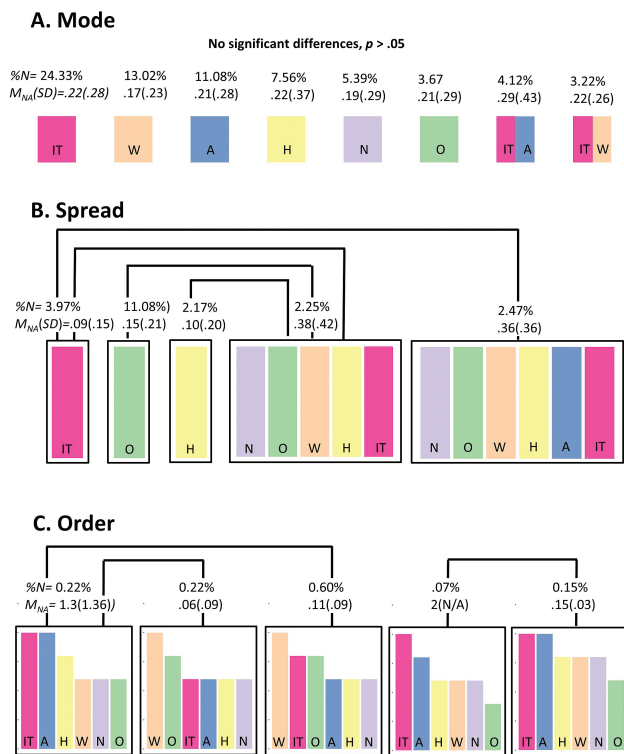 A. Mode
No significant differences, p > .05
%N= 24.33% 13.02% 11.08% 7.56% 5.39% 3.67 4.12% 3.22%
M_NA(SD)=.22(.28) .17(.23) .21(.28) .22(.37) .19(.29) .21(.29) .29(.43) .22(.26)
IT W A H N O IT A IT W
B. Spread
%N= 3.97% 11.08%) 2.17% 2.25% 2.47%
M_NA(SD)=.09(.15) .15(.21) .10(.20) .38(.42) .36(.36)
IT O H N O W H IT N O W H A IT
C. Order
%N= 0.22% 0.22% 0.60% .07% 0.15%
M_NA= 1.3(1.36)) .06(.09) .11(.09) 2(N/A) .15(.03)
IT A H W N O W O IT A H N W IT O A H N IT A H W N O IT A H W N O